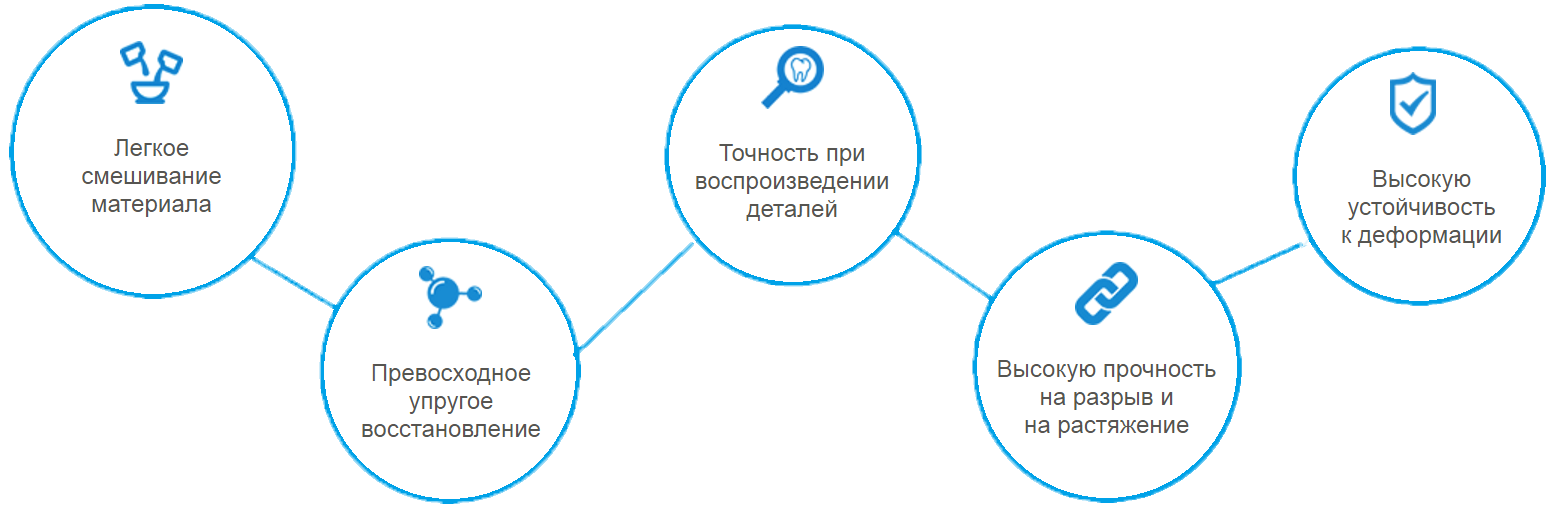 Легкое
смешивание
материала
Превосходное
упругое
восстановление
Точность при
воспроизведении
деталей
Высокую прочность
на разрыв и
на растяжение
Высокую
устойчивость
к деформации